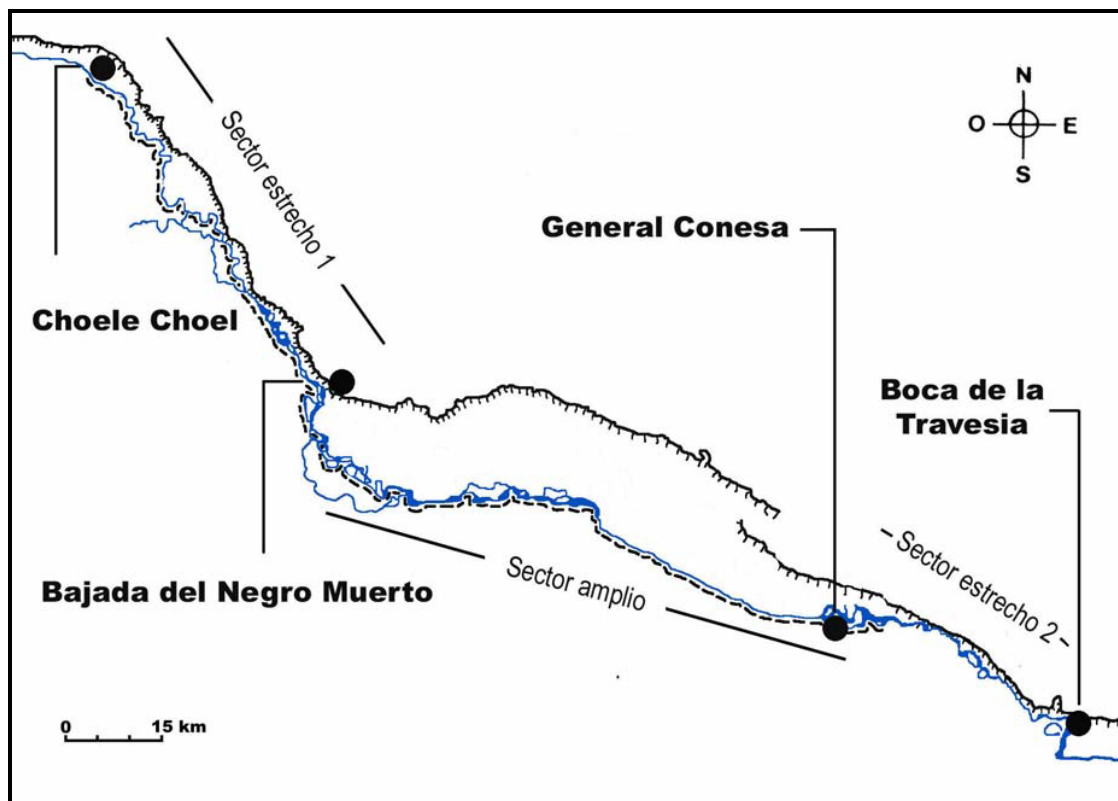 N
O E
S
Sector estrecho 1
General Conesa
Choele Choel
Boca de la
Travesia
Sector estrecho 2
Bajada del Negro Muerto
Sector amplio
0 15 km